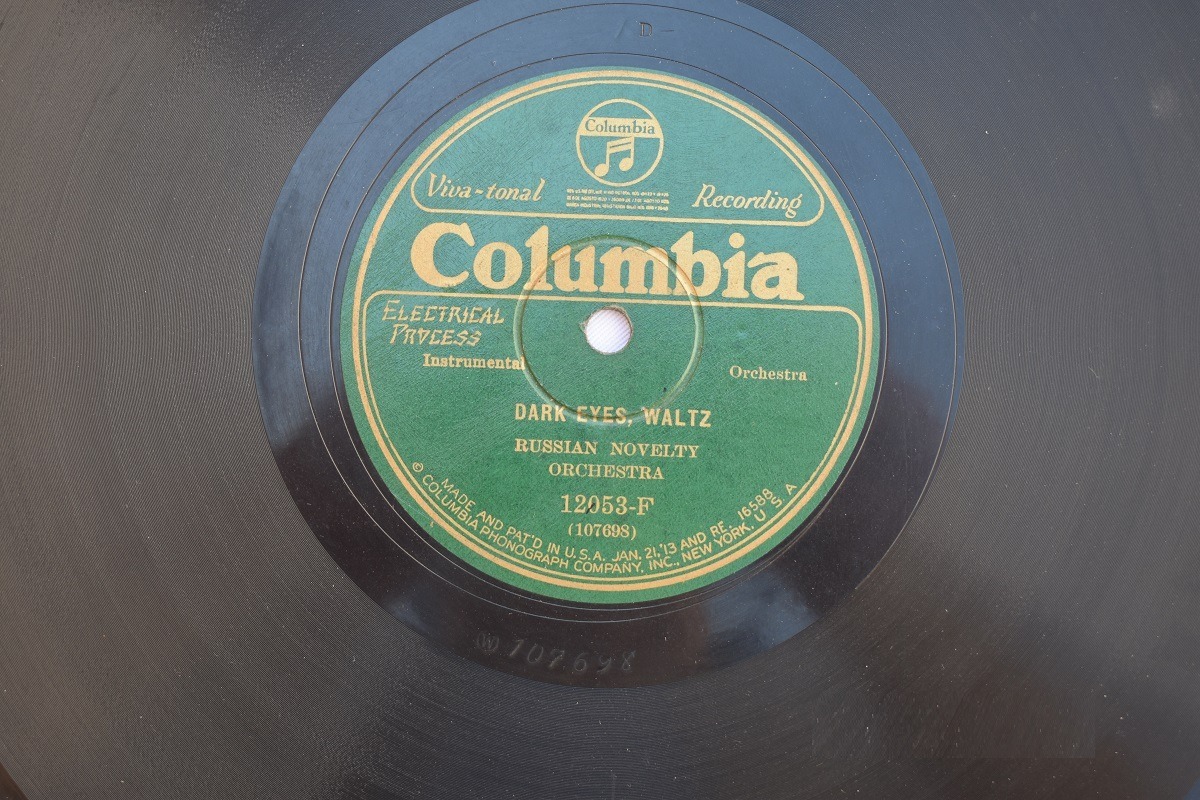 D
Columbia
Viva-tonal Recording
Columbia
ELECTRICAL
PROCESS
Instrumental Orchestra
DARK EYES, WALTZ
RUSSIAN NOVELTY
ORCHESTRA
12053-F
(107698)
MADE AND PAT'D IN U.S.A. JAN. 21,'13 AND RE. 16588
© COLUMBIA PHONOGRAPH COMPANY, INC., NEW YORK. U S A
W 107698